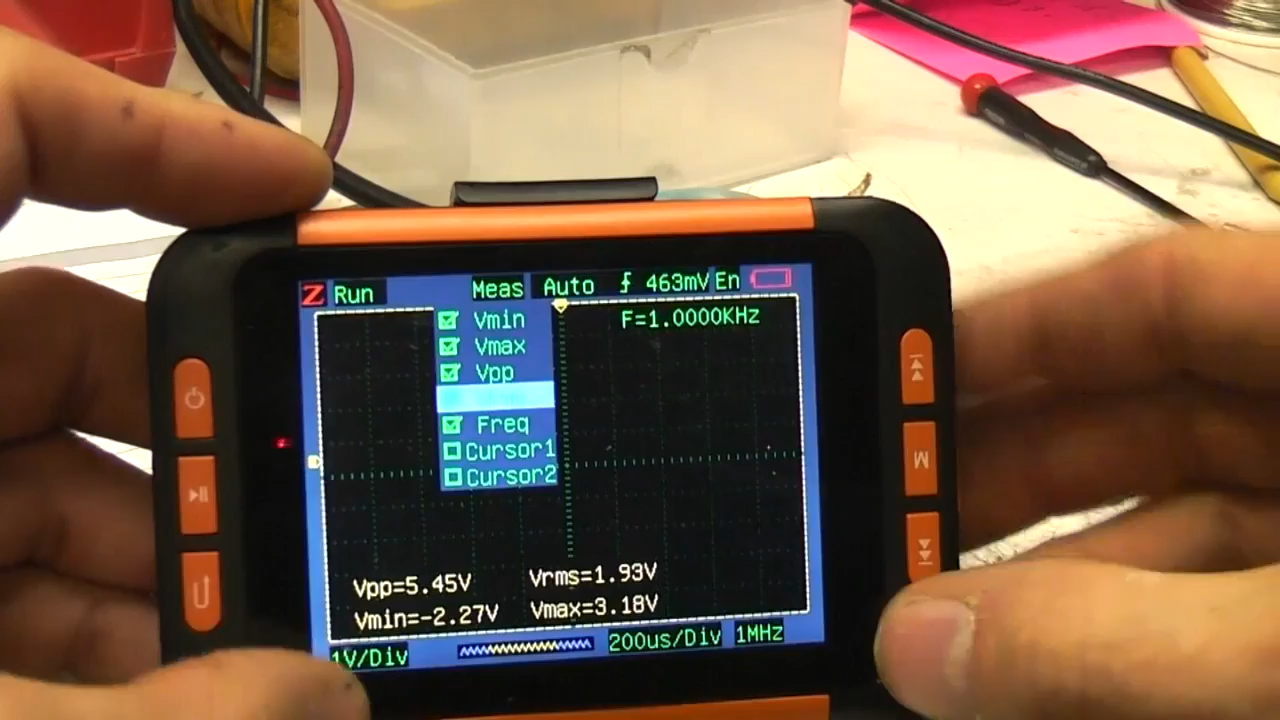 Z Run Meas Auto 463mV En
Vmin
F=1.0000KHz
Vmax
Vpp
Freq
Cursor1
Cursor2
Vpp=5.45V Vrms=1.93V
Vmin=-2.27V Vmax=3.18V
1V/Div 200us/Div 1MHz
M